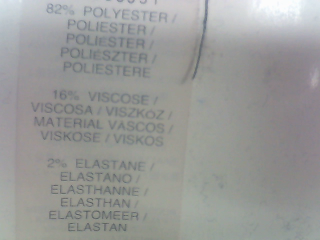 82% POLYESTER /
POLIESTER /
POLIESTER /
POLIÉSZTER /
POLIESTERE
16% VISCOSE /
VISCOSA / VISZKÓZ /
MATERIAL VASCOS /
VISKOSE / VISKOS
2% ELASTANE /
ELASTANO /
ELASTHANNE /
ELASTHAN /
ELASTOMEER /
ELASTAN